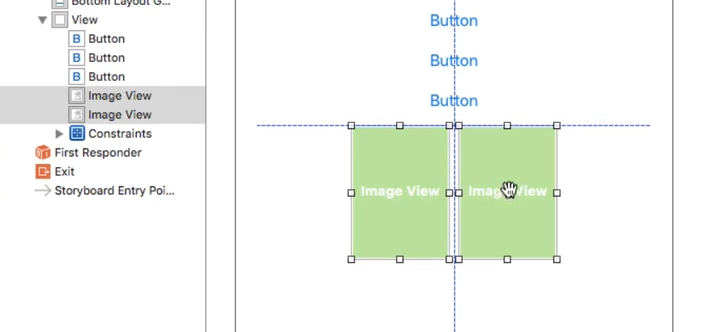 Bottom Layout G...
View
B Button
B Button
B Button
Image View
Image View
Constraints
First Responder
Exit
Storyboard Entry Poi...
Button
Button
Button
Image View
Image View